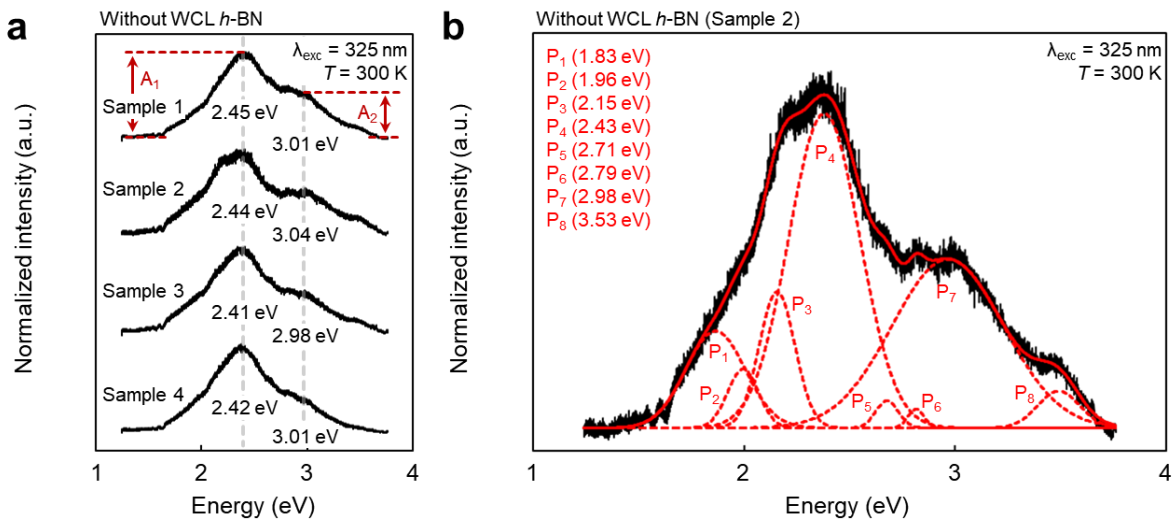 a
Without WCL h-BN
λexc = 325 nm
T = 300 K
A1
A2
Sample 1
2.45 eV
3.01 eV
Sample 2
2.44 eV
3.04 eV
Sample 3
2.41 eV
2.98 eV
Sample 4
2.42 eV
3.01 eV
Normalized intensity (a.u.)
1 2 3 4
Energy (eV)
b
Without WCL h-BN (Sample 2)
P1 (1.83 eV)
P2 (1.96 eV)
P3 (2.15 eV)
P4 (2.43 eV)
P5 (2.71 eV)
P6 (2.79 eV)
P7 (2.98 eV)
P8 (3.53 eV)
λexc = 325 nm
T = 300 K
P4
P7
P3
P1
P2
P5
P6
P8
Normalized intensity (a.u.)
1 2 3 4
Energy (eV)